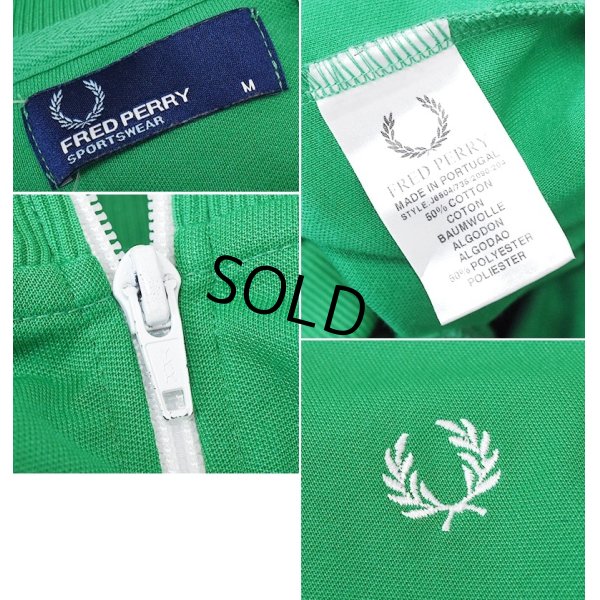 FRED PERRY
SPORTSWEAR
M
FRED PERRY
MADE IN PORTUGAL
50% COTTON
COTON
BAUMWOLLE
ALGODON
ALGODAO
50% POLYESTER
POLIESTER
SOLD